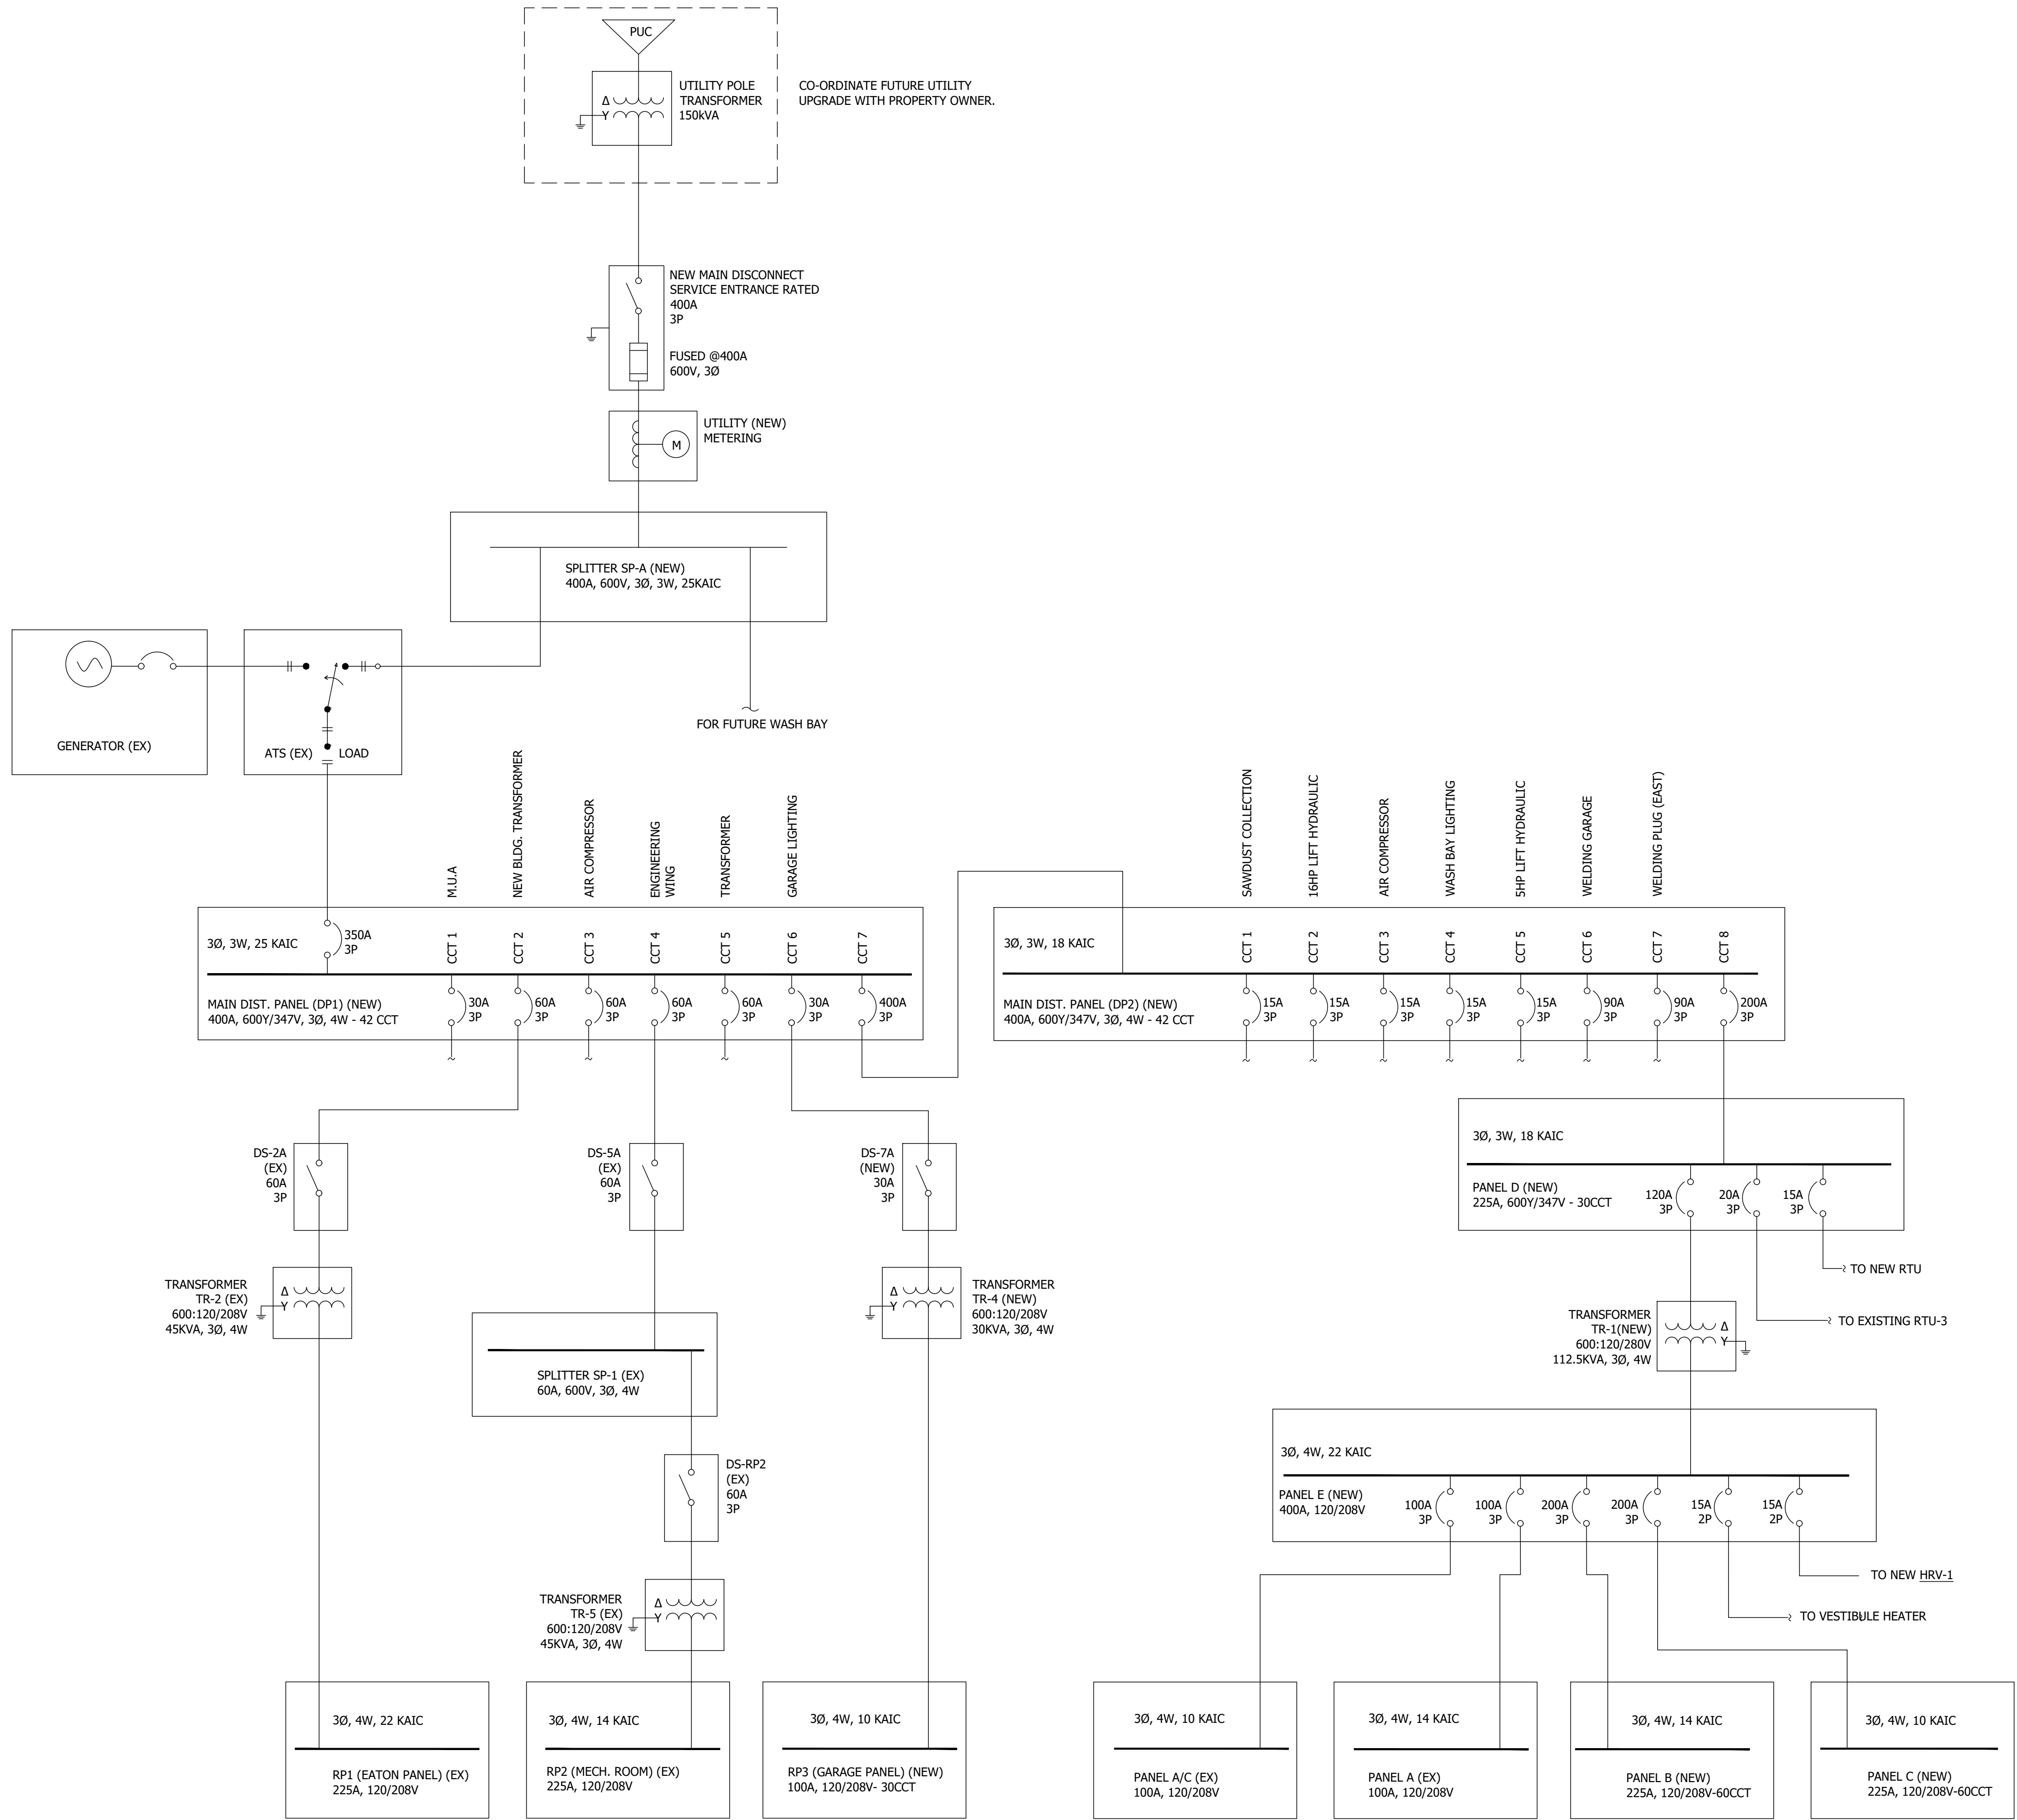 PUC
UTILITY POLE
TRANSFORMER
150kVA
Δ
Y
CO-ORDINATE FUTURE UTILITY
UPGRADE WITH PROPERTY OWNER.
NEW MAIN DISCONNECT
SERVICE ENTRANCE RATED
400A
3P
FUSED @400A
600V, 3Ø
UTILITY (NEW)
METERING
M
SPLITTER SP-A (NEW)
400A, 600V, 3Ø, 3W, 25KAIC
FOR FUTURE WASH BAY
GENERATOR (EX)
ATS (EX)
LOAD
M.U.A
NEW BLDG. TRANSFORMER
AIR COMPRESSOR
ENGINEERING
WING
TRANSFORMER
GARAGE LIGHTING
3Ø, 3W, 25 KAIC
350A
3P
CCT 1
CCT 2
CCT 3
CCT 4
CCT 5
CCT 6
CCT 7
MAIN DIST. PANEL (DP1) (NEW)
400A, 600Y/347V, 3Ø, 4W - 42 CCT
30A
3P
60A
3P
60A
3P
60A
3P
60A
3P
30A
3P
400A
3P
SAWDUST COLLECTION
16HP LIFT HYDRAULIC
AIR COMPRESSOR
WASH BAY LIGHTING
5HP LIFT HYDRAULIC
WELDING GARAGE
WELDING PLUG (EAST)
3Ø, 3W, 18 KAIC
CCT 1
CCT 2
CCT 3
CCT 4
CCT 5
CCT 6
CCT 7
CCT 8
MAIN DIST. PANEL (DP2) (NEW)
400A, 600Y/347V, 3Ø, 4W - 42 CCT
15A
3P
15A
3P
15A
3P
15A
3P
15A
3P
90A
3P
90A
3P
200A
3P
DS-2A
(EX)
60A
3P
DS-5A
(EX)
60A
3P
DS-7A
(NEW)
30A
3P
3Ø, 3W, 18 KAIC
PANEL D (NEW)
225A, 600Y/347V - 30CCT
120A
3P
20A
3P
15A
3P
TO NEW RTU
TO EXISTING RTU-3
TRANSFORMER
TR-2 (EX)
600:120/208V
45KVA, 3Ø, 4W
Δ
Y
TRANSFORMER
TR-4 (NEW)
600:120/208V
30KVA, 3Ø, 4W
Δ
Y
TRANSFORMER
TR-1(NEW)
600:120/280V
112.5KVA, 3Ø, 4W
Δ
Y
SPLITTER SP-1 (EX)
60A, 600V, 3Ø, 4W
DS-RP2
(EX)
60A
3P
3Ø, 4W, 22 KAIC
PANEL E (NEW)
400A, 120/208V
100A
3P
100A
3P
200A
3P
200A
3P
15A
2P
15A
2P
TO NEW HRV-1
TO VESTIBULE HEATER
TRANSFORMER
TR-5 (EX)
600:120/208V
45KVA, 3Ø, 4W
Δ
Y
3Ø, 4W, 22 KAIC
RP1 (EATON PANEL) (EX)
225A, 120/208V
3Ø, 4W, 14 KAIC
RP2 (MECH. ROOM) (EX)
225A, 120/208V
3Ø, 4W, 10 KAIC
RP3 (GARAGE PANEL) (NEW)
100A, 120/208V- 30CCT
3Ø, 4W, 10 KAIC
PANEL A/C (EX)
100A, 120/208V
3Ø, 4W, 14 KAIC
PANEL A (EX)
100A, 120/208V
3Ø, 4W, 14 KAIC
PANEL B (NEW)
225A, 120/208V-60CCT
3Ø, 4W, 10 KAIC
PANEL C (NEW)
225A, 120/208V-60CCT